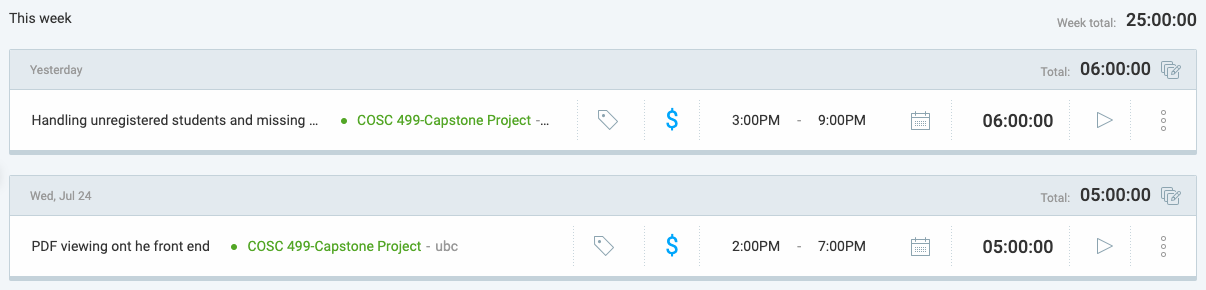 This week Week total: 25:00:00
Yesterday Total: 06:00:00
Handling unregistered students and missing ... • COSC 499-Capstone Project -... $ 3:00PM - 9:00PM 06:00:00
Wed, Jul 24 Total: 05:00:00
PDF viewing ont he front end • COSC 499-Capstone Project - ubc $ 2:00PM - 7:00PM 05:00:00